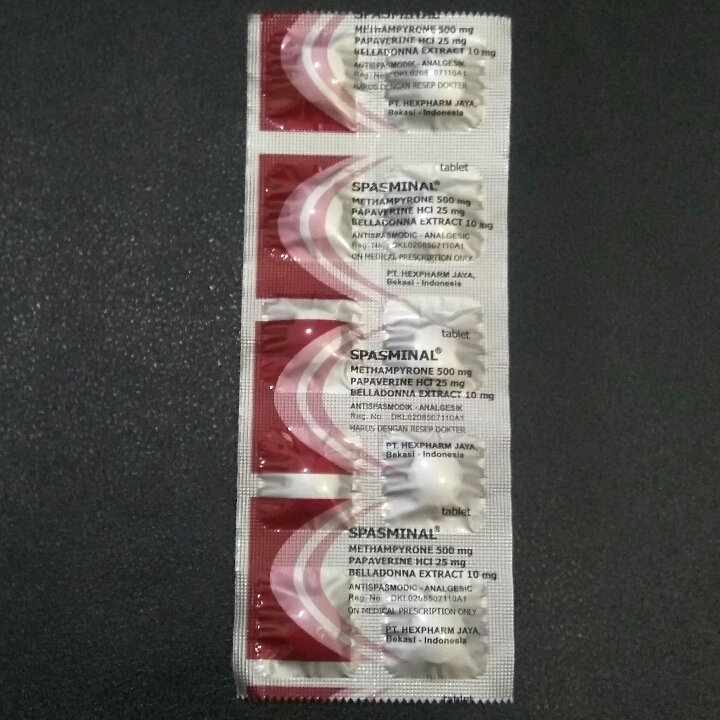 SPASMINAL
METHAMPYRONE 500 mg
PAPAVERINE HCl 25 mg
BELLADONNA EXTRACT 10 mg
ANTISPASMODIK - ANALGESIK
Reg. No. DKL0208507110A1
HARUS DENGAN RESEP DOKTER
PT. HEXPHARM JAYA,
Bekasi - Indonesia
tablet
SPASMINAL®
METHAMPYRONE 500 mg
PAPAVERINE HCl 25 mg
BELLADONNA EXTRACT 10 mg
ANTISPASMODIC - ANALGESIC
Reg. No. DKL0208507110A1
ON MEDICAL PRESCRIPTION ONLY
PT. HEXPHARM JAYA,
Bekasi - Indonesia
tablet
SPASMINAL®
METHAMPYRONE 500 mg
PAPAVERINE HCl 25 mg
BELLADONNA EXTRACT 10 mg
ANTISPASMODIK - ANALGESIK
Reg. No. DKL0208507110A1
HARUS DENGAN RESEP DOKTER
PT. HEXPHARM JAYA,
Bekasi - Indonesia
tablet
SPASMINAL®
METHAMPYRONE 500 mg
PAPAVERINE HCl 25 mg
BELLADONNA EXTRACT 10 mg
ANTISPASMODIC - ANALGESIC
Reg. No. DKL0208507110A1
ON MEDICAL PRESCRIPTION ONLY
PT. HEXPHARM JAYA,
Bekasi - Indonesia
tablet